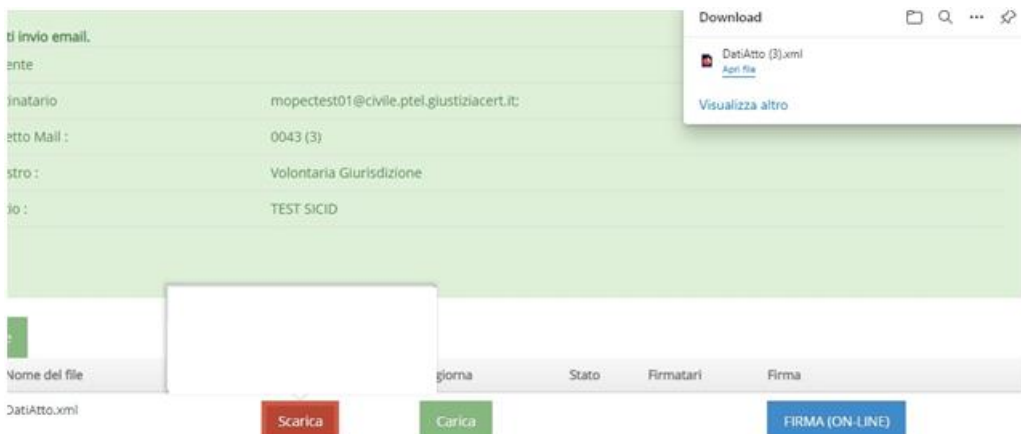 Download
ti invio email.
DatiAtto (3).xml
ente
Apri file
inatario
mopectest01@civile.ptel.giustiziacert.it;
Visualizza altro
etto Mail :
0043 (3)
stro :
Volontaria Giurisdizione
io :
TEST SICID
e
Nome del file
giorna
Stato
Firmatari
Firma
DatiAtto.xml
Scarica
Carica
FIRMA (ON-LINE)